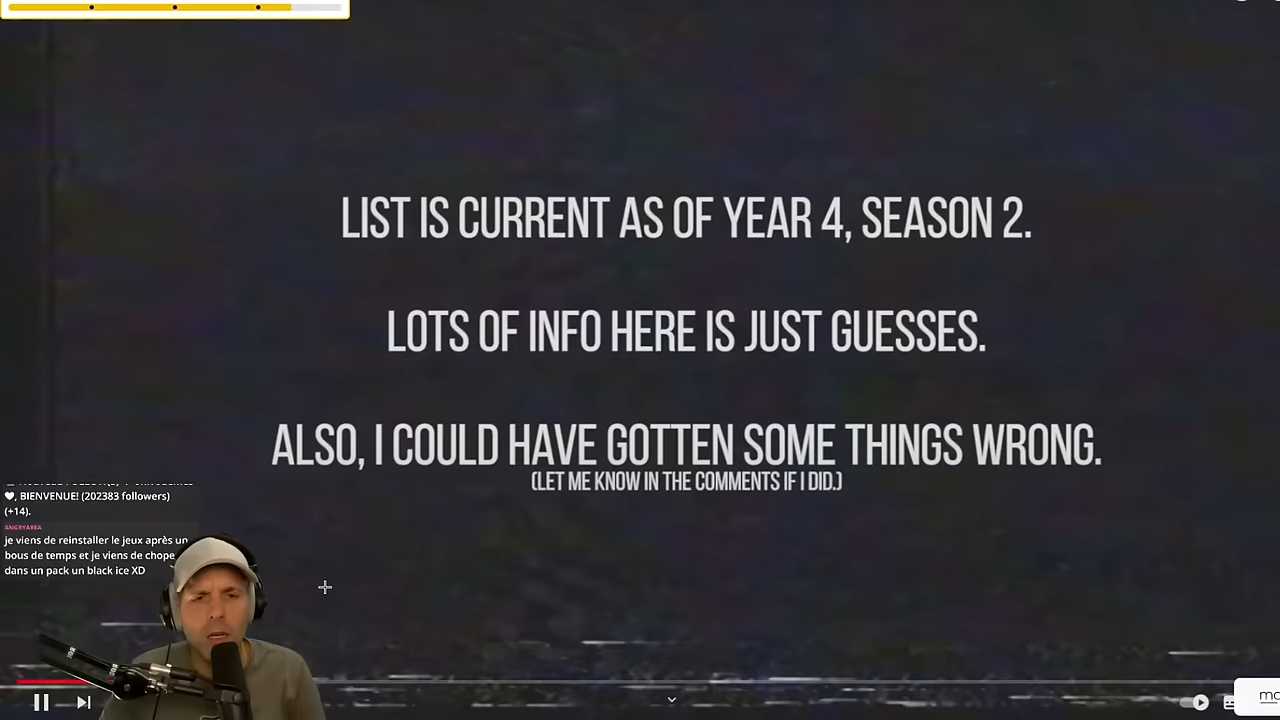 LIST IS CURRENT AS OF YEAR 4, SEASON 2.
LOTS OF INFO HERE IS JUST GUESSES.
ALSO, I COULD HAVE GOTTEN SOME THINGS WRONG.
(LET ME KNOW IN THE COMMENTS IF I DID.)
, BIENVENUE! (202383 followers)
(+14).
ANGRYAREA
je viens de reinstaller le jeux après un
bous de temps et je viens de chope
dans un pack un black ice XD